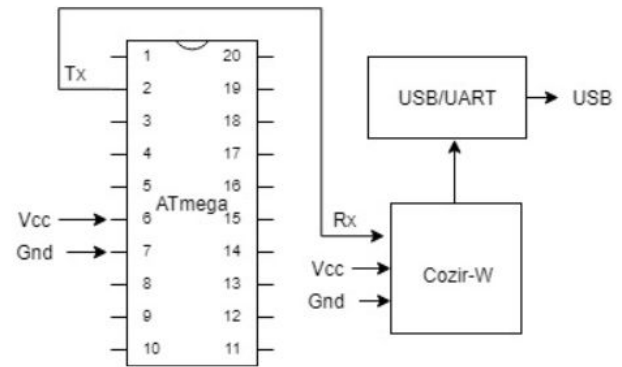 1 20
Tx
2 19
3 18
4 17
5 16
ATmega
Vcc 6 15
Gnd 7 14
8 13
9 12
10 11
USB/UART
USB
Rx
Vcc
Cozir-W
Gnd